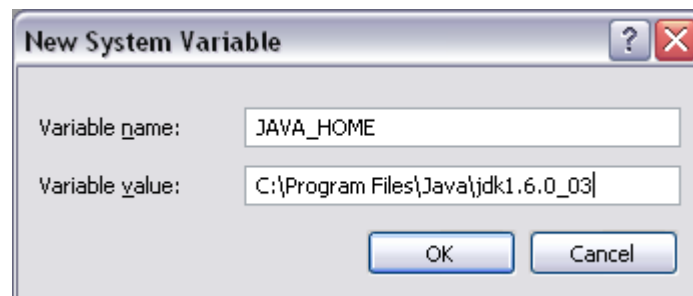 New System Variable
Variable name:
JAVA_HOME
Variable value:
C:\Program Files\Java\jdk1.6.0_03
OK
Cancel